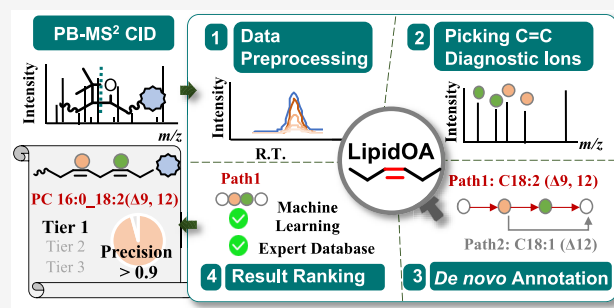 PB-MS² CID
Intensity
O
m/z
PC 16:0_18:2(Δ9, 12)
Tier 1
Tier 2
Tier 3
Precision
> 0.9
1 Data
Preprocessing
Intensity
R.T.
2 Picking C=C
Diagnostic Ions
Intensity
m/z
LipidOA
Path1
Machine
Learning
Expert Database
4 Result Ranking
Path1: C18:2 (Δ9, 12)
Path2: C18:1 (Δ12)
3 De novo Annotation